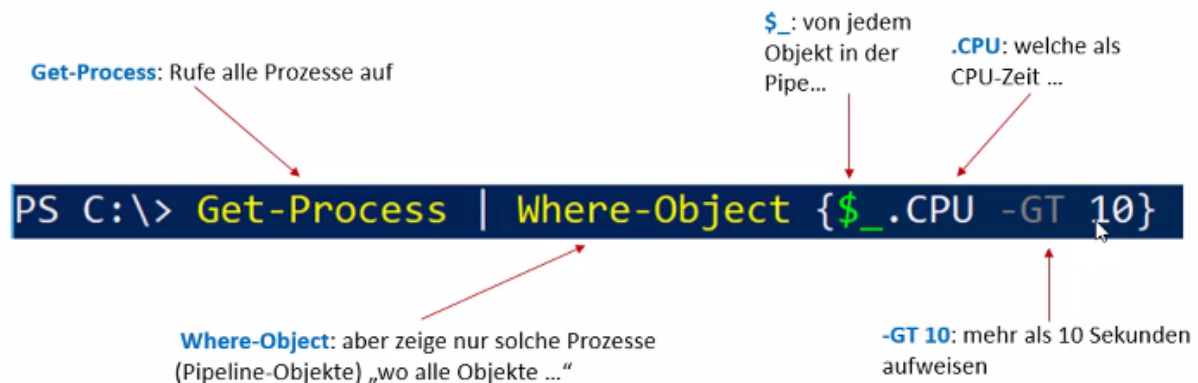 Get-Process: Rufe alle Prozesse auf
$_: von jedem
Objekt in der
Pipe...
.CPU: welche als
CPU-Zeit ...
PS C:\> Get-Process | Where-Object {$_.CPU -GT 10}
Where-Object: aber zeige nur solche Prozesse
(Pipeline-Objekte) „wo alle Objekte ...“
-GT 10: mehr als 10 Sekunden
aufweisen